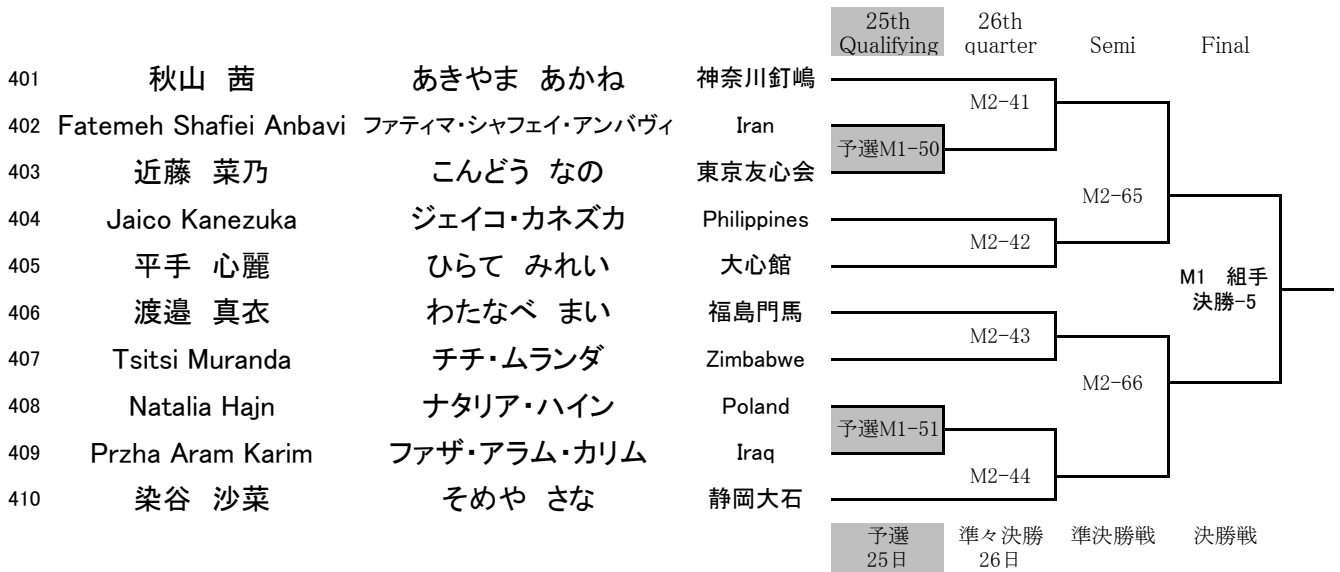 25th 26th
Qualifying quarter Semi Final
401 秋山 茜 あきやま あかね 神奈川釘嶋
M2-41
402 Fatemeh Shafiei Anbavi ファティマ・シャフェイ・アンバヴィ Iran
予選M1-50
403 近藤 菜乃 こんどう なの 東京友心会
M2-65
404 Jaico Kanezuka ジェイコ・カネズカ Philippines
M2-42
405 平手 心麗 ひらて みれい 大心館
M1 組手
決勝-5
406 渡邉 真衣 わたなべ まい 福島門馬
M2-43
407 Tsitsi Muranda チチ・ムランダ Zimbabwe
M2-66
408 Natalia Hajn ナタリア・ハイン Poland
予選M1-51
409 Przha Aram Karim ファザ・アラム・カリム Iraq
M2-44
410 染谷 沙菜 そめや さな 静岡大石
予選 準々決勝 準決勝戦 決勝戦
25日 26日